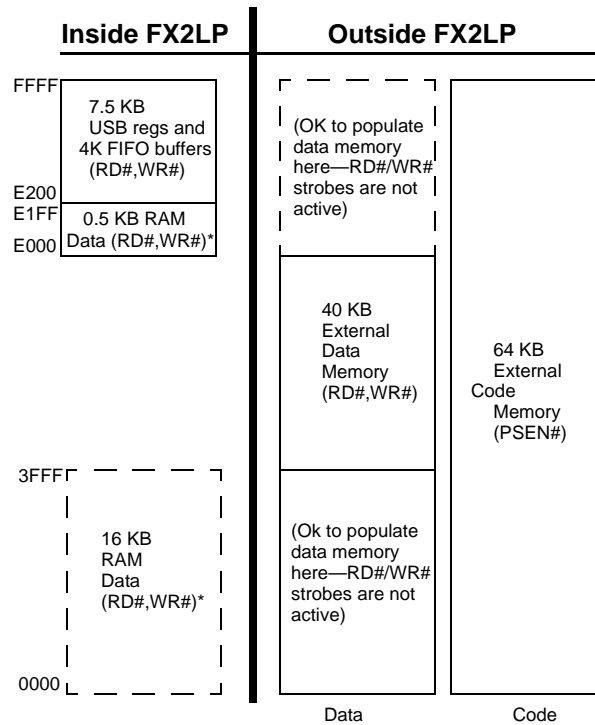 Inside FX2LP
Outside FX2LP
FFFF
7.5 KB
USB regs and
4K FIFO buffers
(RD#,WR#)
E200
E1FF
0.5 KB RAM
E000
Data (RD#,WR#)*
(OK to populate
data memory
here—RD#/WR#
strobes are not
active)
40 KB
External
Data
Memory
(RD#,WR#)
64 KB
External
Code
Memory
(PSEN#)
3FFF
16 KB
RAM
Data
(RD#,WR#)*
(Ok to populate
data memory
here—RD#/WR#
strobes are not
active)
0000
Data
Code